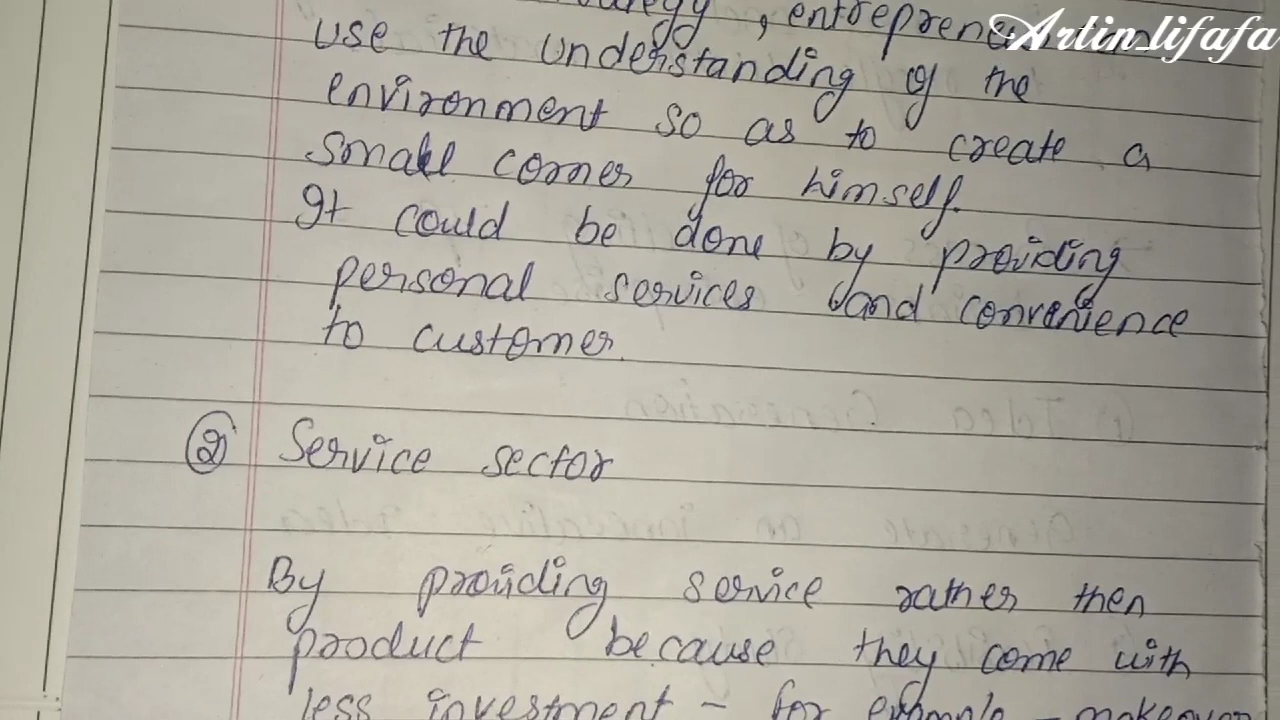 Artin_lifafa
use the understanding of the
environment so as to create a
small corner for himself.
It could be done by providing
personal services and convenience
to customer.
② Service sector
By providing service rather then
product because they come with
less investment - for example -